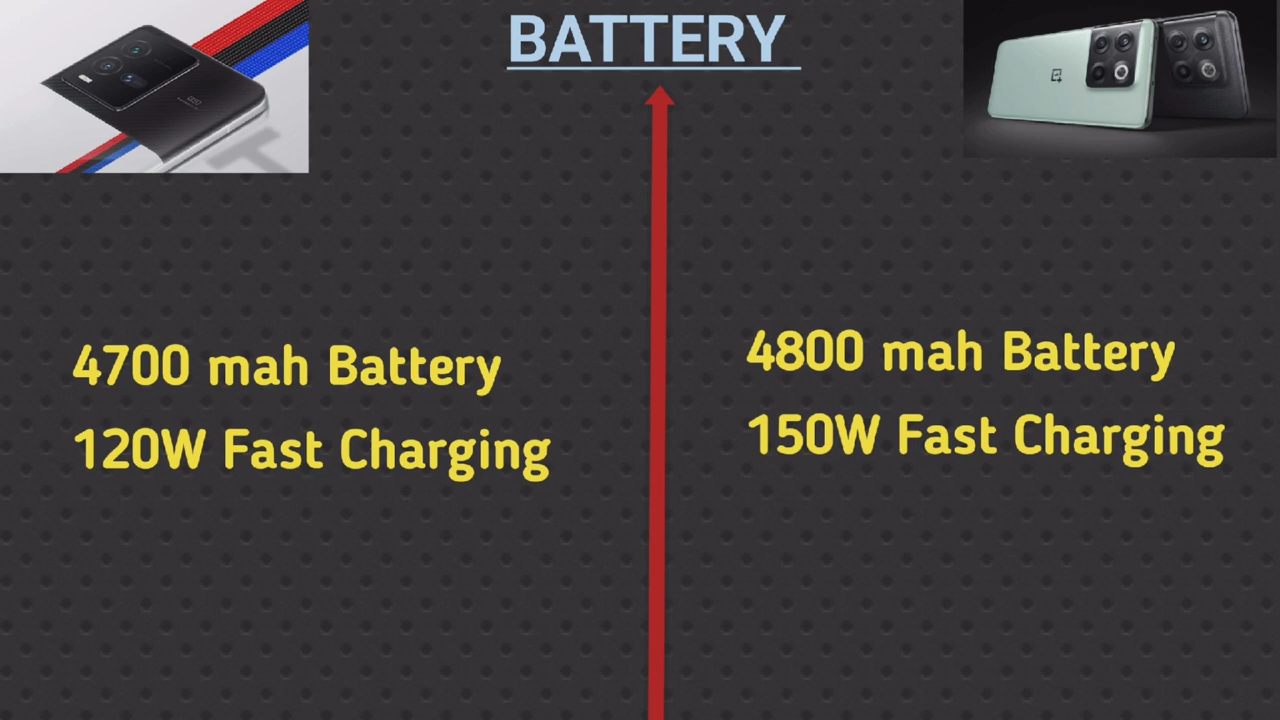 BATTERY
4700 mah Battery
120W Fast Charging
4800 mah Battery
150W Fast Charging